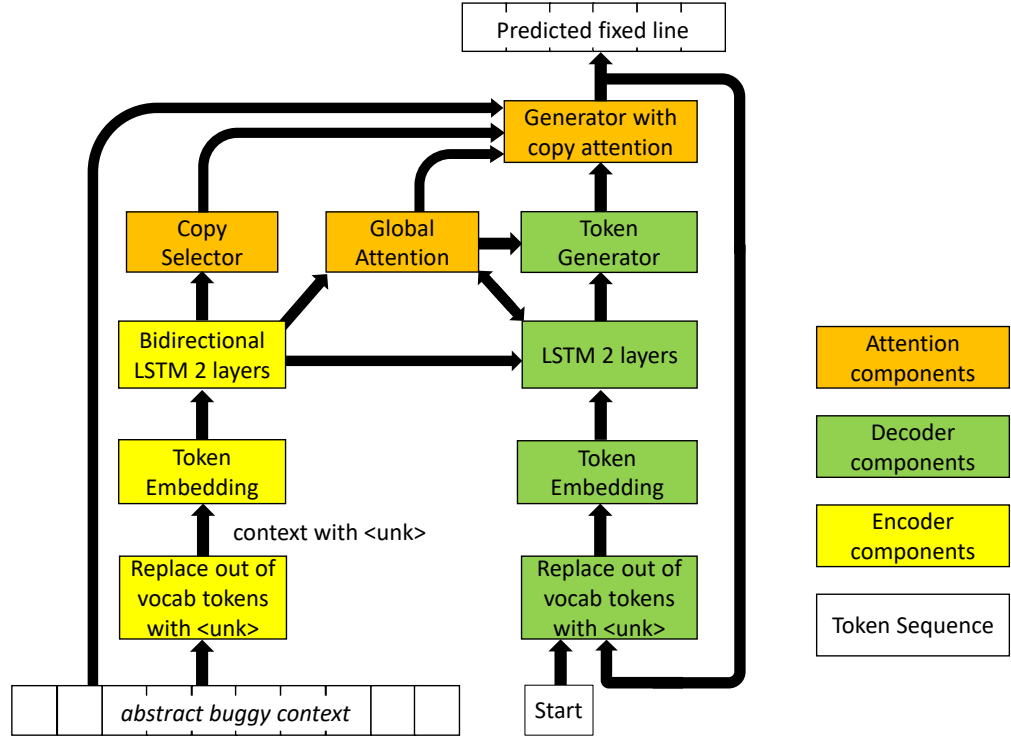 Predicted fixed line
Generator with
copy attention
Copy
Selector
Global
Attention
Token
Generator
Bidirectional
LSTM 2 layers
LSTM 2 layers
Token
Embedding
Token
Embedding
context with <unk>
Replace out of
vocab tokens
with <unk>
Replace out of
vocab tokens
with <unk>
abstract buggy context
Start
Attention
components
Decoder
components
Encoder
components
Token Sequence